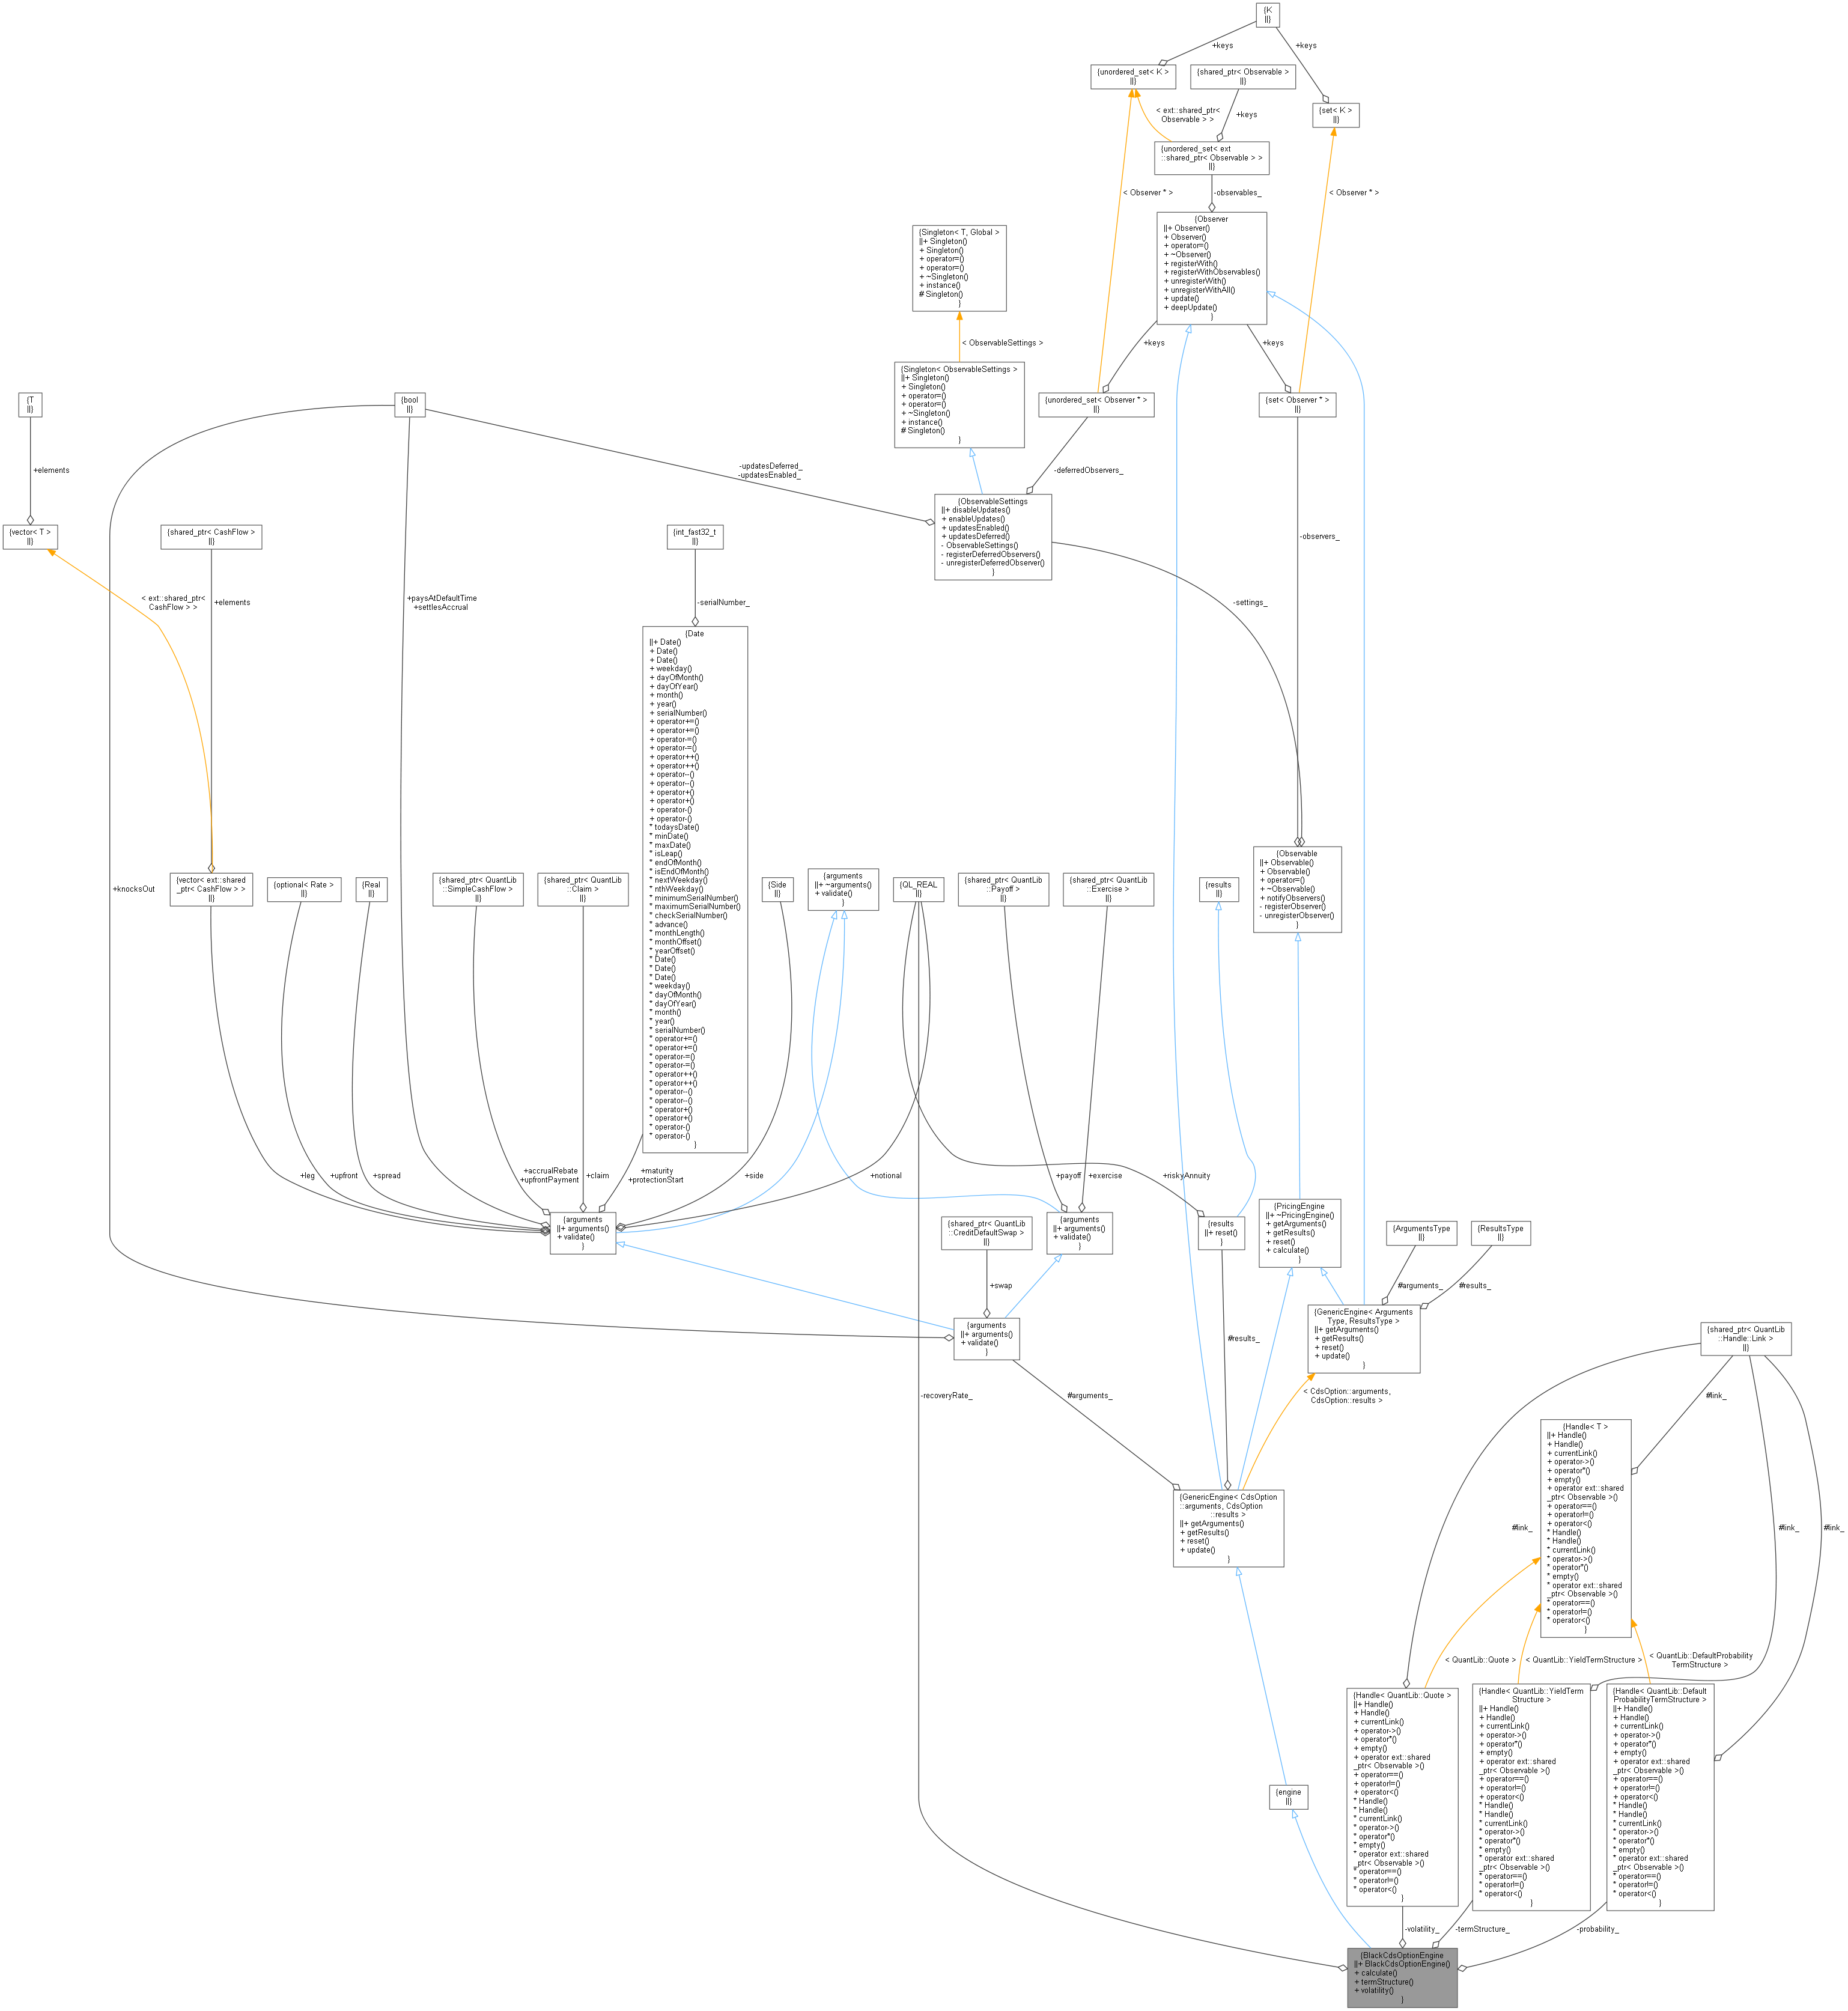 {K
||}
+keys
+keys
{unordered_set< K >
||}
{shared_ptr< Observable >
||}
{set< K >
||}
< ext::shared_ptr<
Observable > >
+keys
{unordered_set< ext
::shared_ptr< Observable > >
||}
< Observer * >
-observables_
< Observer * >
{Observer
||+ Observer()
+ Observer()
+ operator=()
+ ~Observer()
+ registerWith()
+ registerWithObservables()
+ unregisterWith()
+ unregisterWithAll()
+ update()
+ deepUpdate()
}
{Singleton< T, Global >
||+ Singleton()
+ Singleton()
+ operator=()
+ operator=()
+ ~Singleton()
+ instance()
# Singleton()
}
< ObservableSettings >
+keys
+keys
{Singleton< ObservableSettings >
||+ Singleton()
+ Singleton()
+ operator=()
+ operator=()
+ ~Singleton()
+ instance()
# Singleton()
}
{T
||}
{bool
||}
{unordered_set< Observer * >
||}
{set< Observer * >
||}
+elements
-updatesDeferred_
-updatesEnabled_
-deferredObservers_
{ObservableSettings
||+ disableUpdates()
+ enableUpdates()
+ updatesEnabled()
+ updatesDeferred()
- ObservableSettings()
- registerDeferredObservers()
- unregisterDeferredObserver()
}
-observers_
{vector< T >
||}
{shared_ptr< CashFlow >
||}
{int_fast32_t
||}
< ext::shared_ptr<
CashFlow > >
+elements
+paysAtDefaultTime
+settlesAccrual
-serialNumber_
-settings_
{Date
||+ Date()
+ Date()
+ Date()
+ weekday()
+ dayOfMonth()
+ dayOfYear()
+ month()
+ year()
+ serialNumber()
+ operator+=()
+ operator+=()
+ operator-=()
+ operator-=()
+ operator++()
+ operator++()
+ operator--()
+ operator--()
+ operator+()
+ operator+()
+ operator-()
+ operator-()
* todaysDate()
* minDate()
* maxDate()
* isLeap()
* endOfMonth()
* isEndOfMonth()
* nextWeekday()
* nthWeekday()
* minimumSerialNumber()
* maximumSerialNumber()
* checkSerialNumber()
* advance()
* monthLength()
* monthOffset()
* yearOffset()
* Date()
* Date()
* Date()
* weekday()
* dayOfMonth()
* dayOfYear()
* month()
* year()
* serialNumber()
* operator+=()
* operator+=()
* operator-=()
* operator-=()
* operator++()
* operator++()
* operator--()
* operator--()
* operator+()
* operator+()
* operator-()
* operator-()
}
{Observable
||+ Observable()
+ Observable()
+ operator=()
+ ~Observable()
+ notifyObservers()
- registerObserver()
- unregisterObserver()
}
+knocksOut
{vector< ext::shared
_ptr< CashFlow > >
||}
{optional< Rate >
||}
{Real
||}
{shared_ptr< QuantLib
::SimpleCashFlow >
||}
{shared_ptr< QuantLib
::Claim >
||}
{Side
||}
{arguments
||+ ~arguments()
+ validate()
}
{QL_REAL
||}
{shared_ptr< QuantLib
::Payoff >
||}
{shared_ptr< QuantLib
::Exercise >
||}
{results
||}
+leg
+upfront
+spread
+accrualRebate
+upfrontPayment
+claim
+maturity
+protectionStart
+side
+notional
+payoff
+exercise
+riskyAnnuity
{arguments
||+ arguments()
+ validate()
}
{shared_ptr< QuantLib
::CreditDefaultSwap >
||}
{arguments
||+ arguments()
+ validate()
}
{results
||+ reset()
}
{PricingEngine
||+ ~PricingEngine()
+ getArguments()
+ getResults()
+ reset()
+ calculate()
}
{ArgumentsType
||}
{ResultsType
||}
+swap
#arguments_
#results_
{arguments
||+ arguments()
+ validate()
}
#results_
{GenericEngine< Arguments
Type, ResultsType >
||+ getArguments()
+ getResults()
+ reset()
+ update()
}
{shared_ptr< QuantLib
::Handle::Link >
||}
-recoveryRate_
#arguments_
< CdsOption::arguments,
CdsOption::results >
#link_
{Handle< T >
||+ Handle()
+ Handle()
+ currentLink()
+ operator->()
+ operator*()
+ empty()
+ operator ext::shared
_ptr< Observable >()
+ operator==()
+ operator!=()
+ operator<()
* Handle()
* Handle()
* currentLink()
* operator->()
* operator*()
* empty()
* operator ext::shared
_ptr< Observable >()
* operator==()
* operator!=()
* operator<()
}
{GenericEngine< CdsOption
::arguments, CdsOption
::results >
||+ getArguments()
+ getResults()
+ reset()
+ update()
}
#link_
#link_
#link_
< QuantLib::Quote >
< QuantLib::YieldTermStructure >
< QuantLib::DefaultProbability
TermStructure >
{engine
||}
{Handle< QuantLib::Quote >
||+ Handle()
+ Handle()
+ currentLink()
+ operator->()
+ operator*()
+ empty()
+ operator ext::shared
_ptr< Observable >()
+ operator==()
+ operator!=()
+ operator<()
* Handle()
* Handle()
* currentLink()
* operator->()
* operator*()
* empty()
* operator ext::shared
_ptr< Observable >()
* operator==()
* operator!=()
* operator<()
}
{Handle< QuantLib::YieldTerm
Structure >
||+ Handle()
+ Handle()
+ currentLink()
+ operator->()
+ operator*()
+ empty()
+ operator ext::shared
_ptr< Observable >()
+ operator==()
+ operator!=()
+ operator<()
* Handle()
* Handle()
* currentLink()
* operator->()
* operator*()
* empty()
* operator ext::shared
_ptr< Observable >()
* operator==()
* operator!=()
* operator<()
}
{Handle< QuantLib::Default
ProbabilityTermStructure >
||+ Handle()
+ Handle()
+ currentLink()
+ operator->()
+ operator*()
+ empty()
+ operator ext::shared
_ptr< Observable >()
+ operator==()
+ operator!=()
+ operator<()
* Handle()
* Handle()
* currentLink()
* operator->()
* operator*()
* empty()
* operator ext::shared
_ptr< Observable >()
* operator==()
* operator!=()
* operator<()
}
-volatility_
-termStructure_
-probability_
{BlackCdsOptionEngine
||+ BlackCdsOptionEngine()
+ calculate()
+ termStructure()
+ volatility()
}